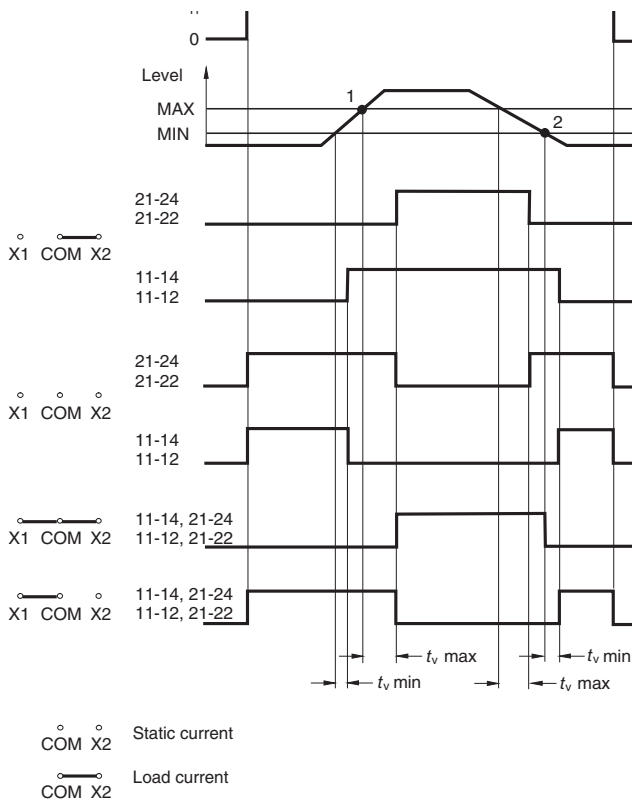 0
Level
MAX
MIN
1
2
21-24
21-22
X1 COM X2
11-14
11-12
21-24
21-22
X1 COM X2
11-14
11-12
X1 COM X2
11-14, 21-24
11-12, 21-22
X1 COM X2
11-14, 21-24
11-12, 21-22
tv max
tv min
tv min
tv max
COM X2
Static current
COM X2
Load current